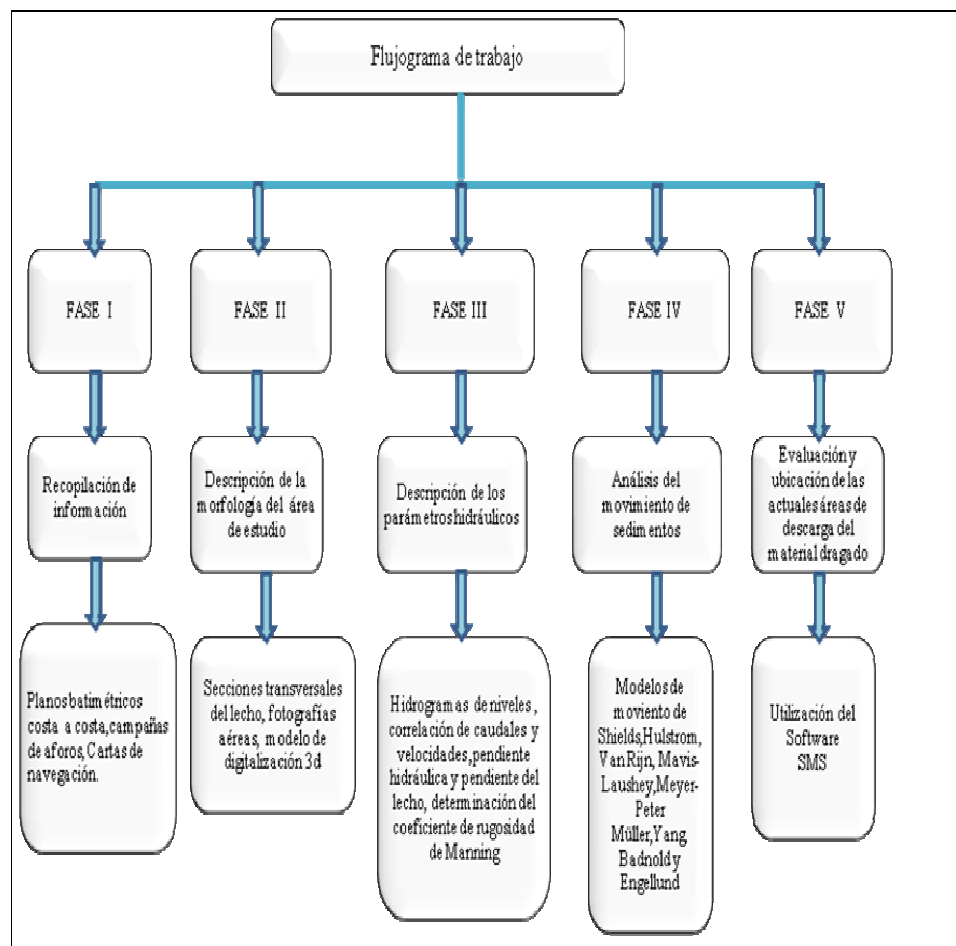 Flujograma de trabajo
FASE I
FASE II
FASE III
FASE IV
FASE V
Recopilación de
información
Descripción de la
morfología del área
de estudio
Descripción de los
parámetros hidráulicos
Análisis del
movimiento de
sedimentos
Evaluación y
ubicación de las
actuales áreas de
descarga del
material dragado
Planos batimétricos
costa a costa, campañas
de aforos, Cartas de
navegación.
Secciones transversales
del lecho, fotografías
aéreas, modelo de
digitalización 3d
Hidrogramas de niveles,
correlación de caudales y
velocidades, pendiente
hidráulica y pendiente del
lecho, determinación del
coeficiente de rugosidad
de Manning
Modelos de
moviento de
Shields, Hulstrom,
Van Rijn, Mavis-
Laushey, Meyer-
Peter
Müller, Yang,
Badnold y
Engellund
Utilización del
Software
SMS